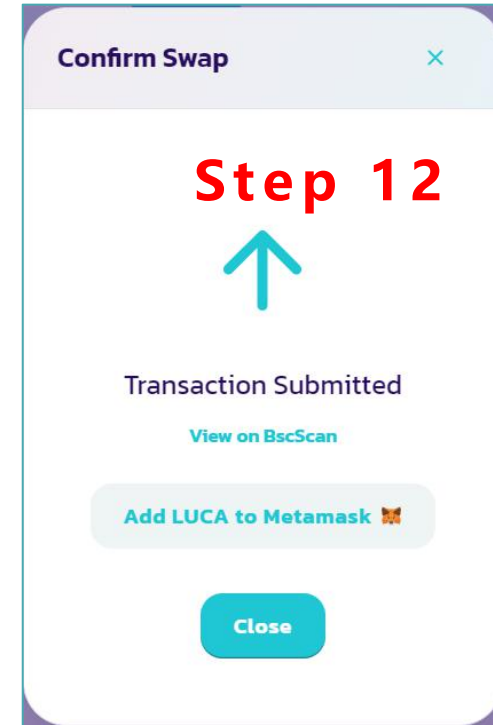 Confirm Swap
Step 12
Transaction Submitted
View on BscScan
Add LUCA to Metamask
Close